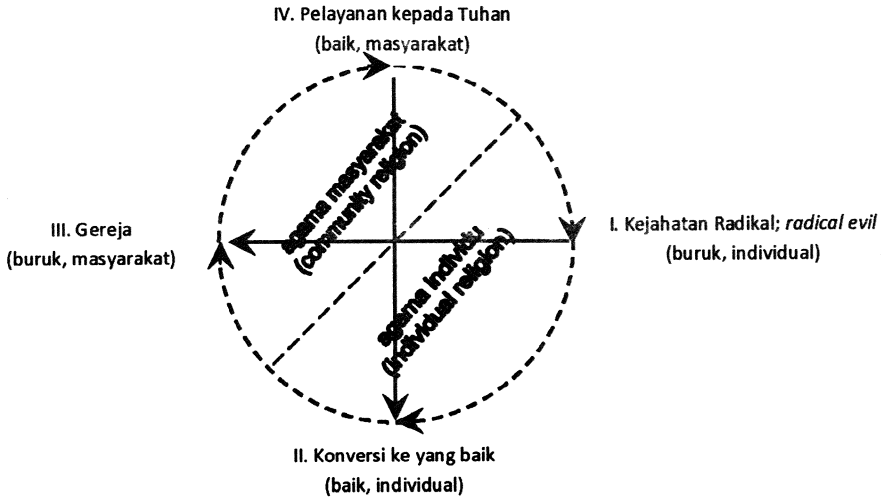 IV. Pelayanan kepada Tuhan
(baik, masyarakat)
agama masyarakat
(community religion)
III. Gereja
(buruk, masyarakat)
I. Kejahatan Radikal; radical evil
(buruk, individual)
agama individu
(individual religion)
II. Konversi ke yang baik
(baik, individual)